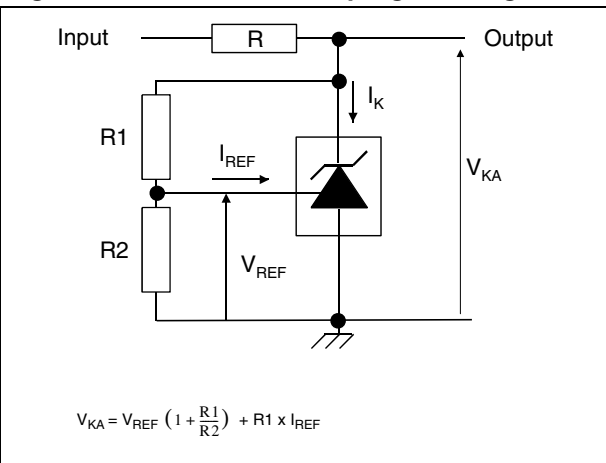 Input
R
Output
I_K
R1
I_REF
V_KA
R2
V_REF
V_KA = V_REF (1 + R1/R2) + R1 x I_REF